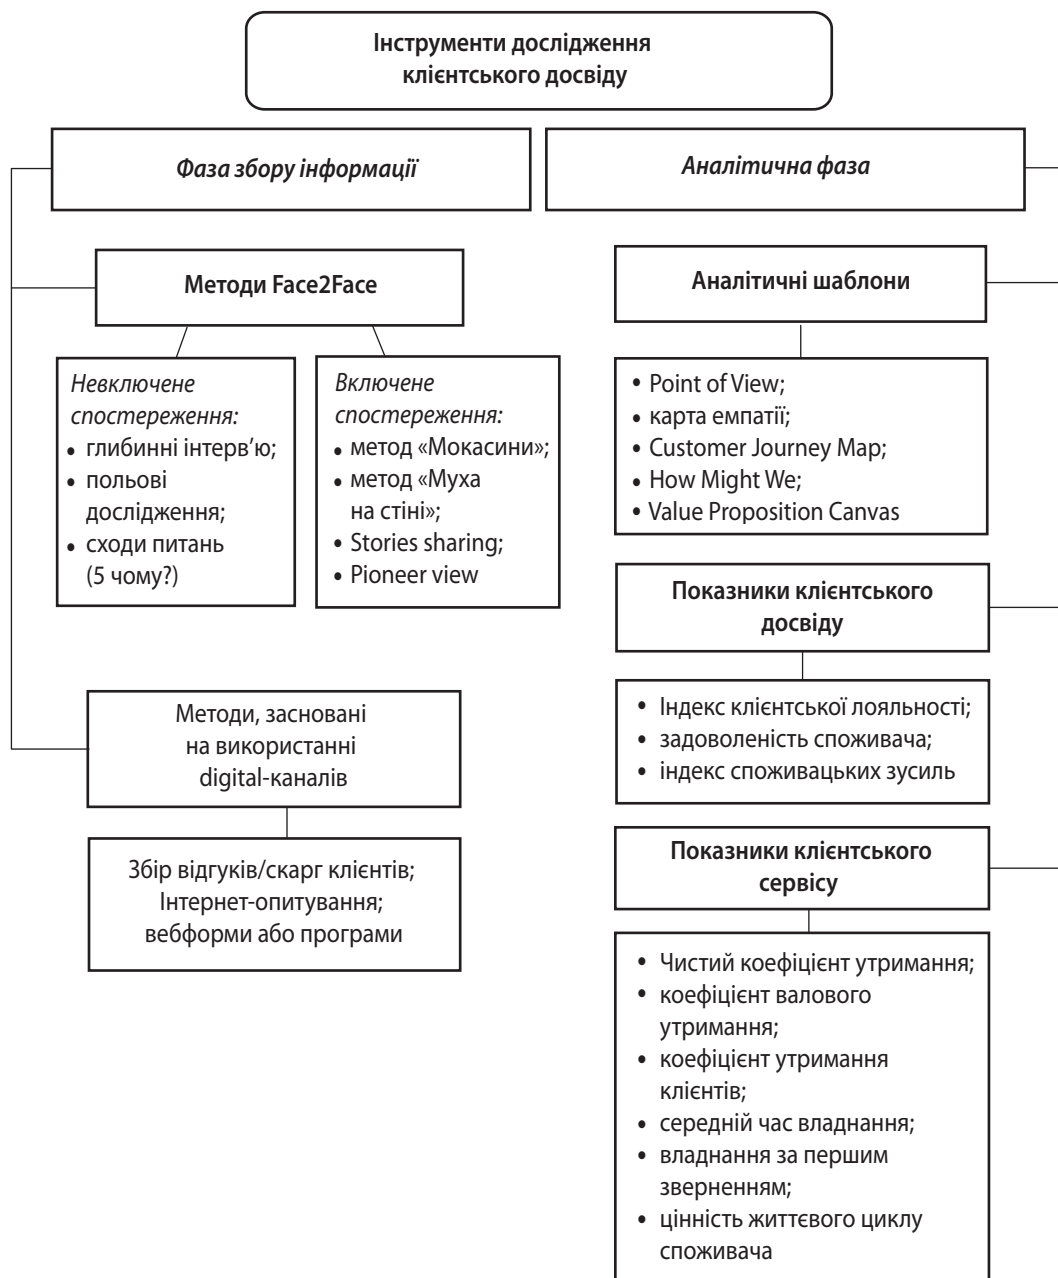 Інструменти дослідження
клієнтського досвіду
Фаза збору інформації
Аналітична фаза
Методи Face2Face
Невключене
спостереження:
• глибинні інтерв’ю;
• польові
дослідження;
• сходи питань
(5 чому?)
Включене
спостереження:
• метод «Мокасини»;
• метод «Муха
на стіні»;
• Stories sharing;
• Pioneer view
Методи, засновані
на використанні
digital-каналів
Збір відгуків/скарг клієнтів;
Інтернет-опитування;
вебформи або програми
Аналітичні шаблони
• Point of View;
• карта емпатії;
• Customer Journey Map;
• How Might We;
• Value Proposition Canvas
Показники клієнтського
досвіду
• Індекс клієнтської лояльності;
• задоволеність споживача;
• індекс споживацьких зусиль
Показники клієнтського
сервісу
• Чистий коефіцієнт утримання;
• коефіцієнт валового
утримання;
• коефіцієнт утримання
клієнтів;
• середній час владнання;
• владнання за першим
зверненням;
• цінність життєвого циклу
споживача